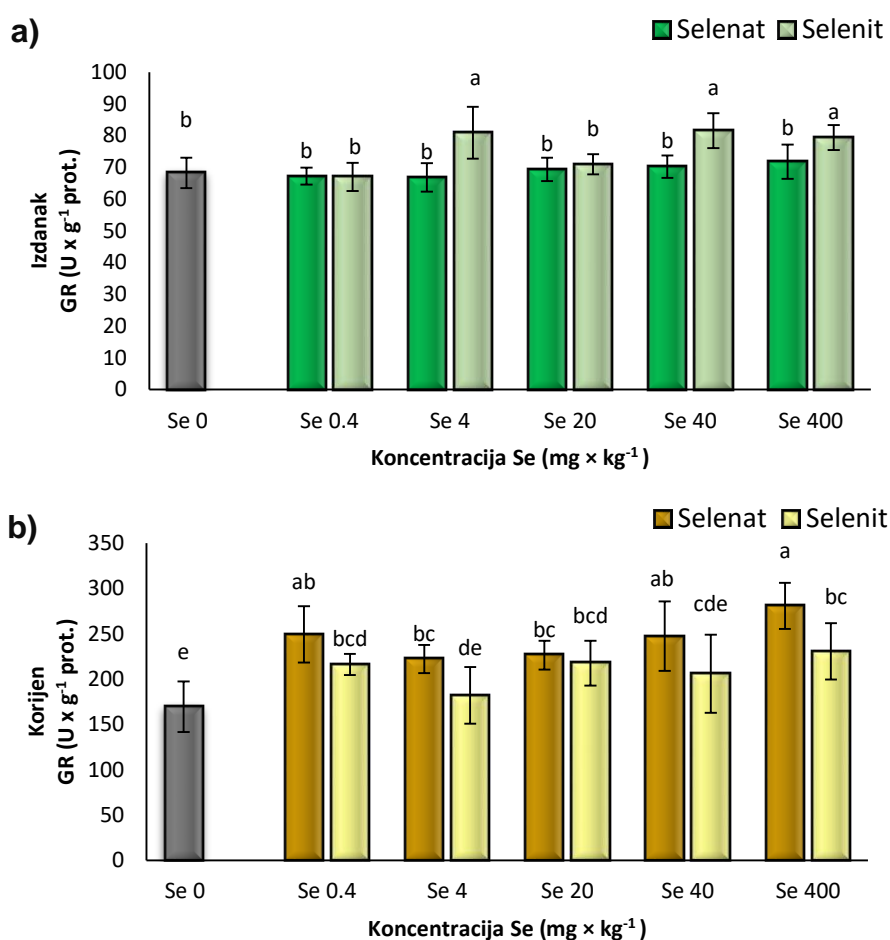 a)
Selenat Selenit
Izdanak
GR (U x g⁻¹ prot.)
100
90
80
70
60
50
40
30
20
10
0
b
b b
b a
b b
b a
b a
Se 0 Se 0.4 Se 4 Se 20 Se 40 Se 400
Koncentracija Se (mg × kg⁻¹ )
b)
Selenat Selenit
Korijen
GR (U x g⁻¹ prot.)
350
300
250
200
150
100
50
0
e
ab bcd
bc de
bc bcd
ab cde
a bc
Se 0 Se 0.4 Se 4 Se 20 Se 40 Se 400
Koncentracija Se (mg × kg⁻¹ )